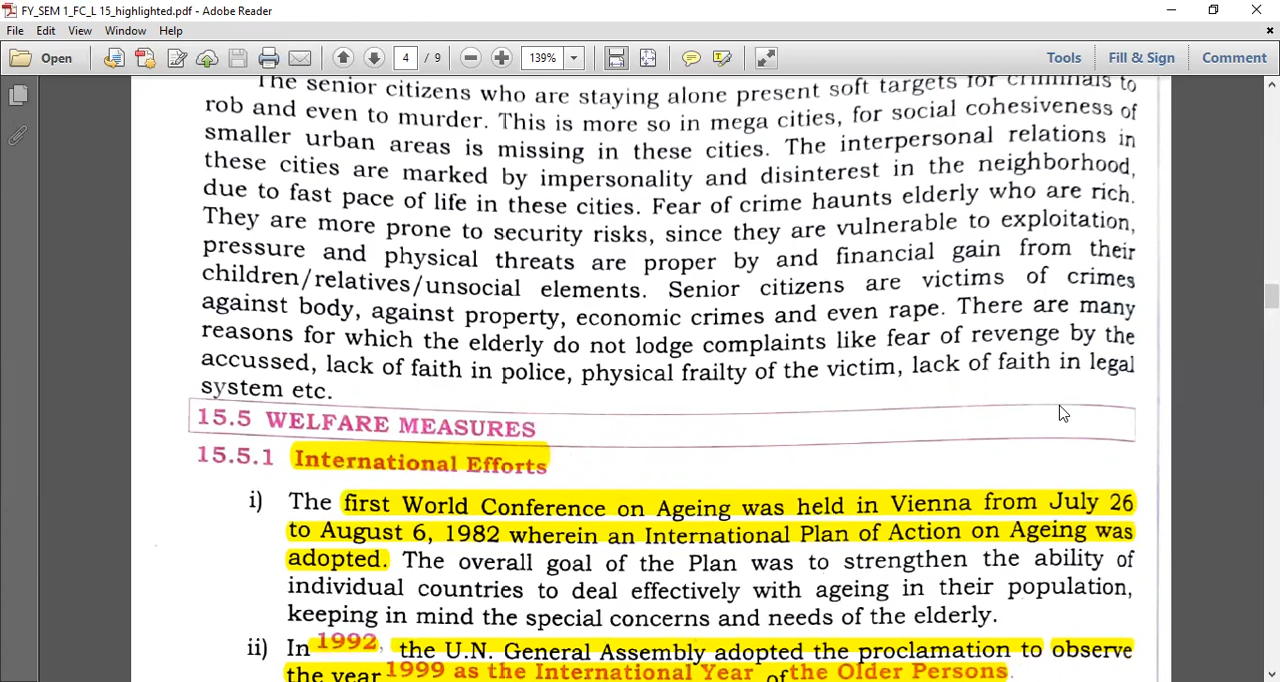 FY_SEM 1_FC_L 15_highlighted.pdf - Adobe Reader
File Edit View Window Help
Open 4 / 9 139% Tools Fill & Sign Comment
The senior citizens who are staying alone present soft targets for criminals to
rob and even to murder. This is more so in mega cities, for social cohesiveness of
smaller urban areas is missing in these cities. The interpersonal relations in
these cities are marked by impersonality and disinterest in the neighborhood,
due to fast pace of life in these cities. Fear of crime haunts elderly who are rich.
They are more prone to security risks, since they are vulnerable to exploitation,
pressure and physical threats are proper by and financial gain from their
children/relatives/unsocial elements. Senior citizens are victims of crimes
against body, against property, economic crimes and even rape. There are many
reasons for which the elderly do not lodge complaints like fear of revenge by the
accussed, lack of faith in police, physical frailty of the victim, lack of faith in legal
system etc.
15.5 WELFARE MEASURES
15.5.1 International Efforts
i) The first World Conference on Ageing was held in Vienna from July 26
to August 6, 1982 wherein an International Plan of Action on Ageing was
adopted. The overall goal of the Plan was to strengthen the ability of
individual countries to deal effectively with ageing in their population,
keeping in mind the special concerns and needs of the elderly.
ii) In 1992, the U.N. General Assembly adopted the proclamation to observe
the year 1999 as the International Year of the Older Persons.